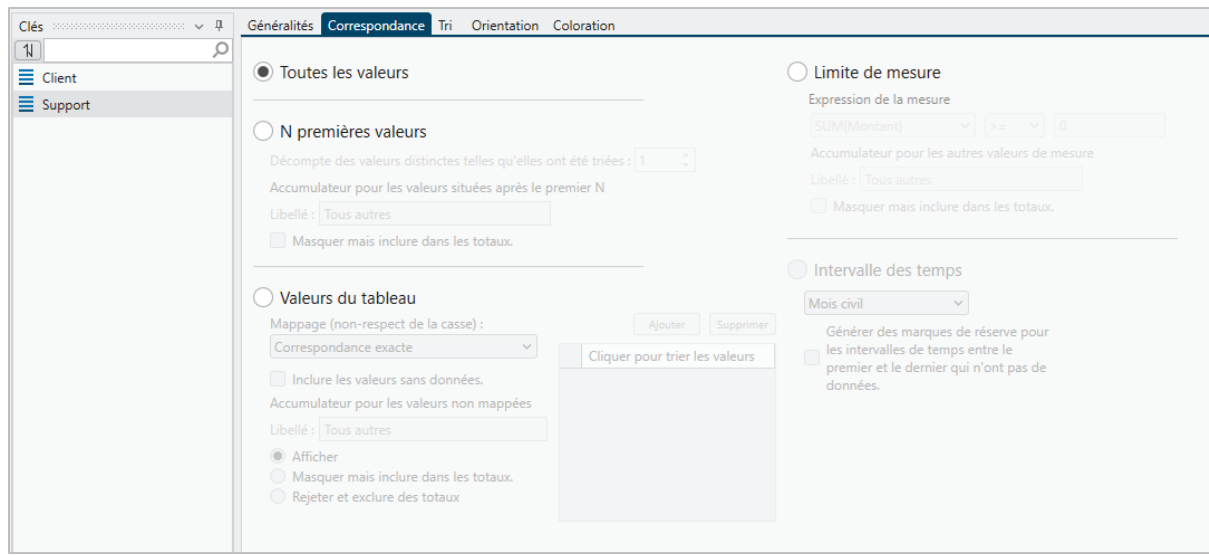 Clés
Client
Support
Généralités Correspondance Tri Orientation Coloration
Toutes les valeurs
N premières valeurs
Décompte des valeurs distinctes telles qu'elles ont été triées : 1
Accumulateur pour les valeurs situées après le premier N
Libellé : Tous autres
Masquer mais inclure dans les totaux.
Valeurs du tableau
Mappage (non-respect de la casse) :
Ajouter Supprimer
Correspondance exacte
Cliquer pour trier les valeurs
Inclure les valeurs sans données.
Accumulateur pour les valeurs non mappées
Libellé : Tous autres
Afficher
Masquer mais inclure dans les totaux.
Rejeter et exclure des totaux
Limite de mesure
Expression de la mesure
SUM(Montant) >= 0
Accumulateur pour les autres valeurs de mesure
Libellé : Tous autres
Masquer mais inclure dans les totaux.
Intervalle des temps
Mois civil
Générer des marques de réserve pour
les intervalles de temps entre le
premier et le dernier qui n'ont pas de
données.